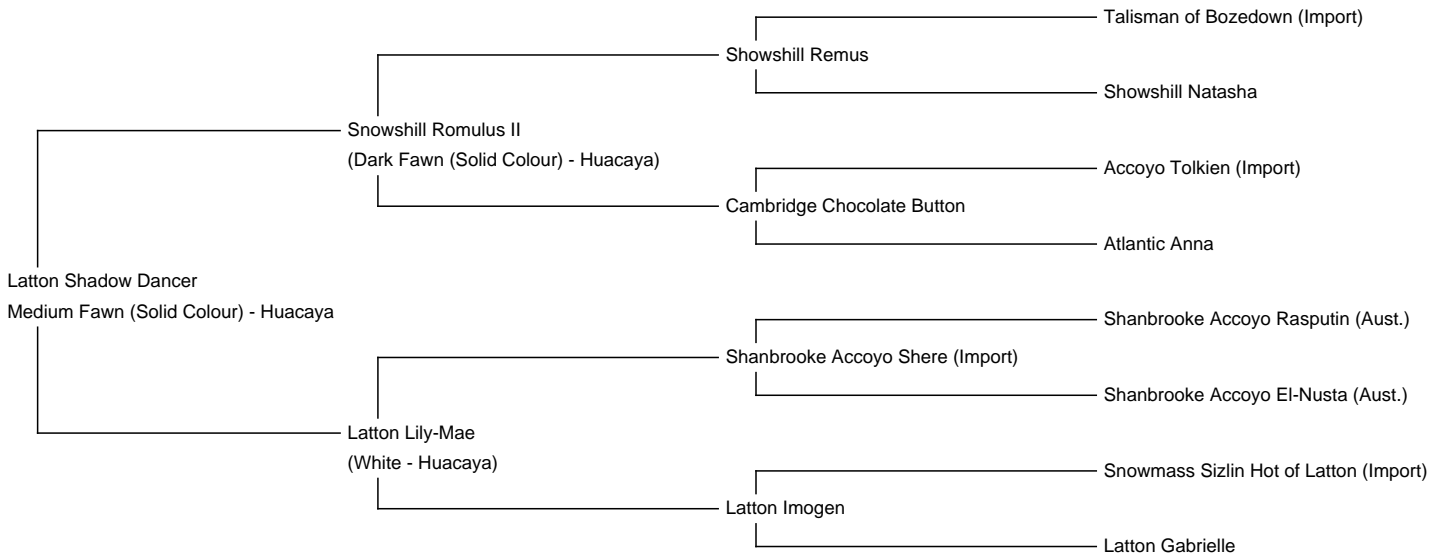 Talisman of Bozedown (Import)
Showshill Remus
Showshill Natasha
Snowshill Romulus II
(Dark Fawn (Solid Colour) - Huacaya)
Accoyo Tolkien (Import)
Cambridge Chocolate Button
Atlantic Anna
Latton Shadow Dancer
Medium Fawn (Solid Colour) - Huacaya
Shanbrooke Accoyo Rasputin (Aust.)
Shanbrooke Accoyo Shere (Import)
Shanbrooke Accoyo El-Nusta (Aust.)
Latton Lily-Mae
(White - Huacaya)
Snowmass Sizlin Hot of Latton (Import)
Latton Imogen
Latton Gabrielle